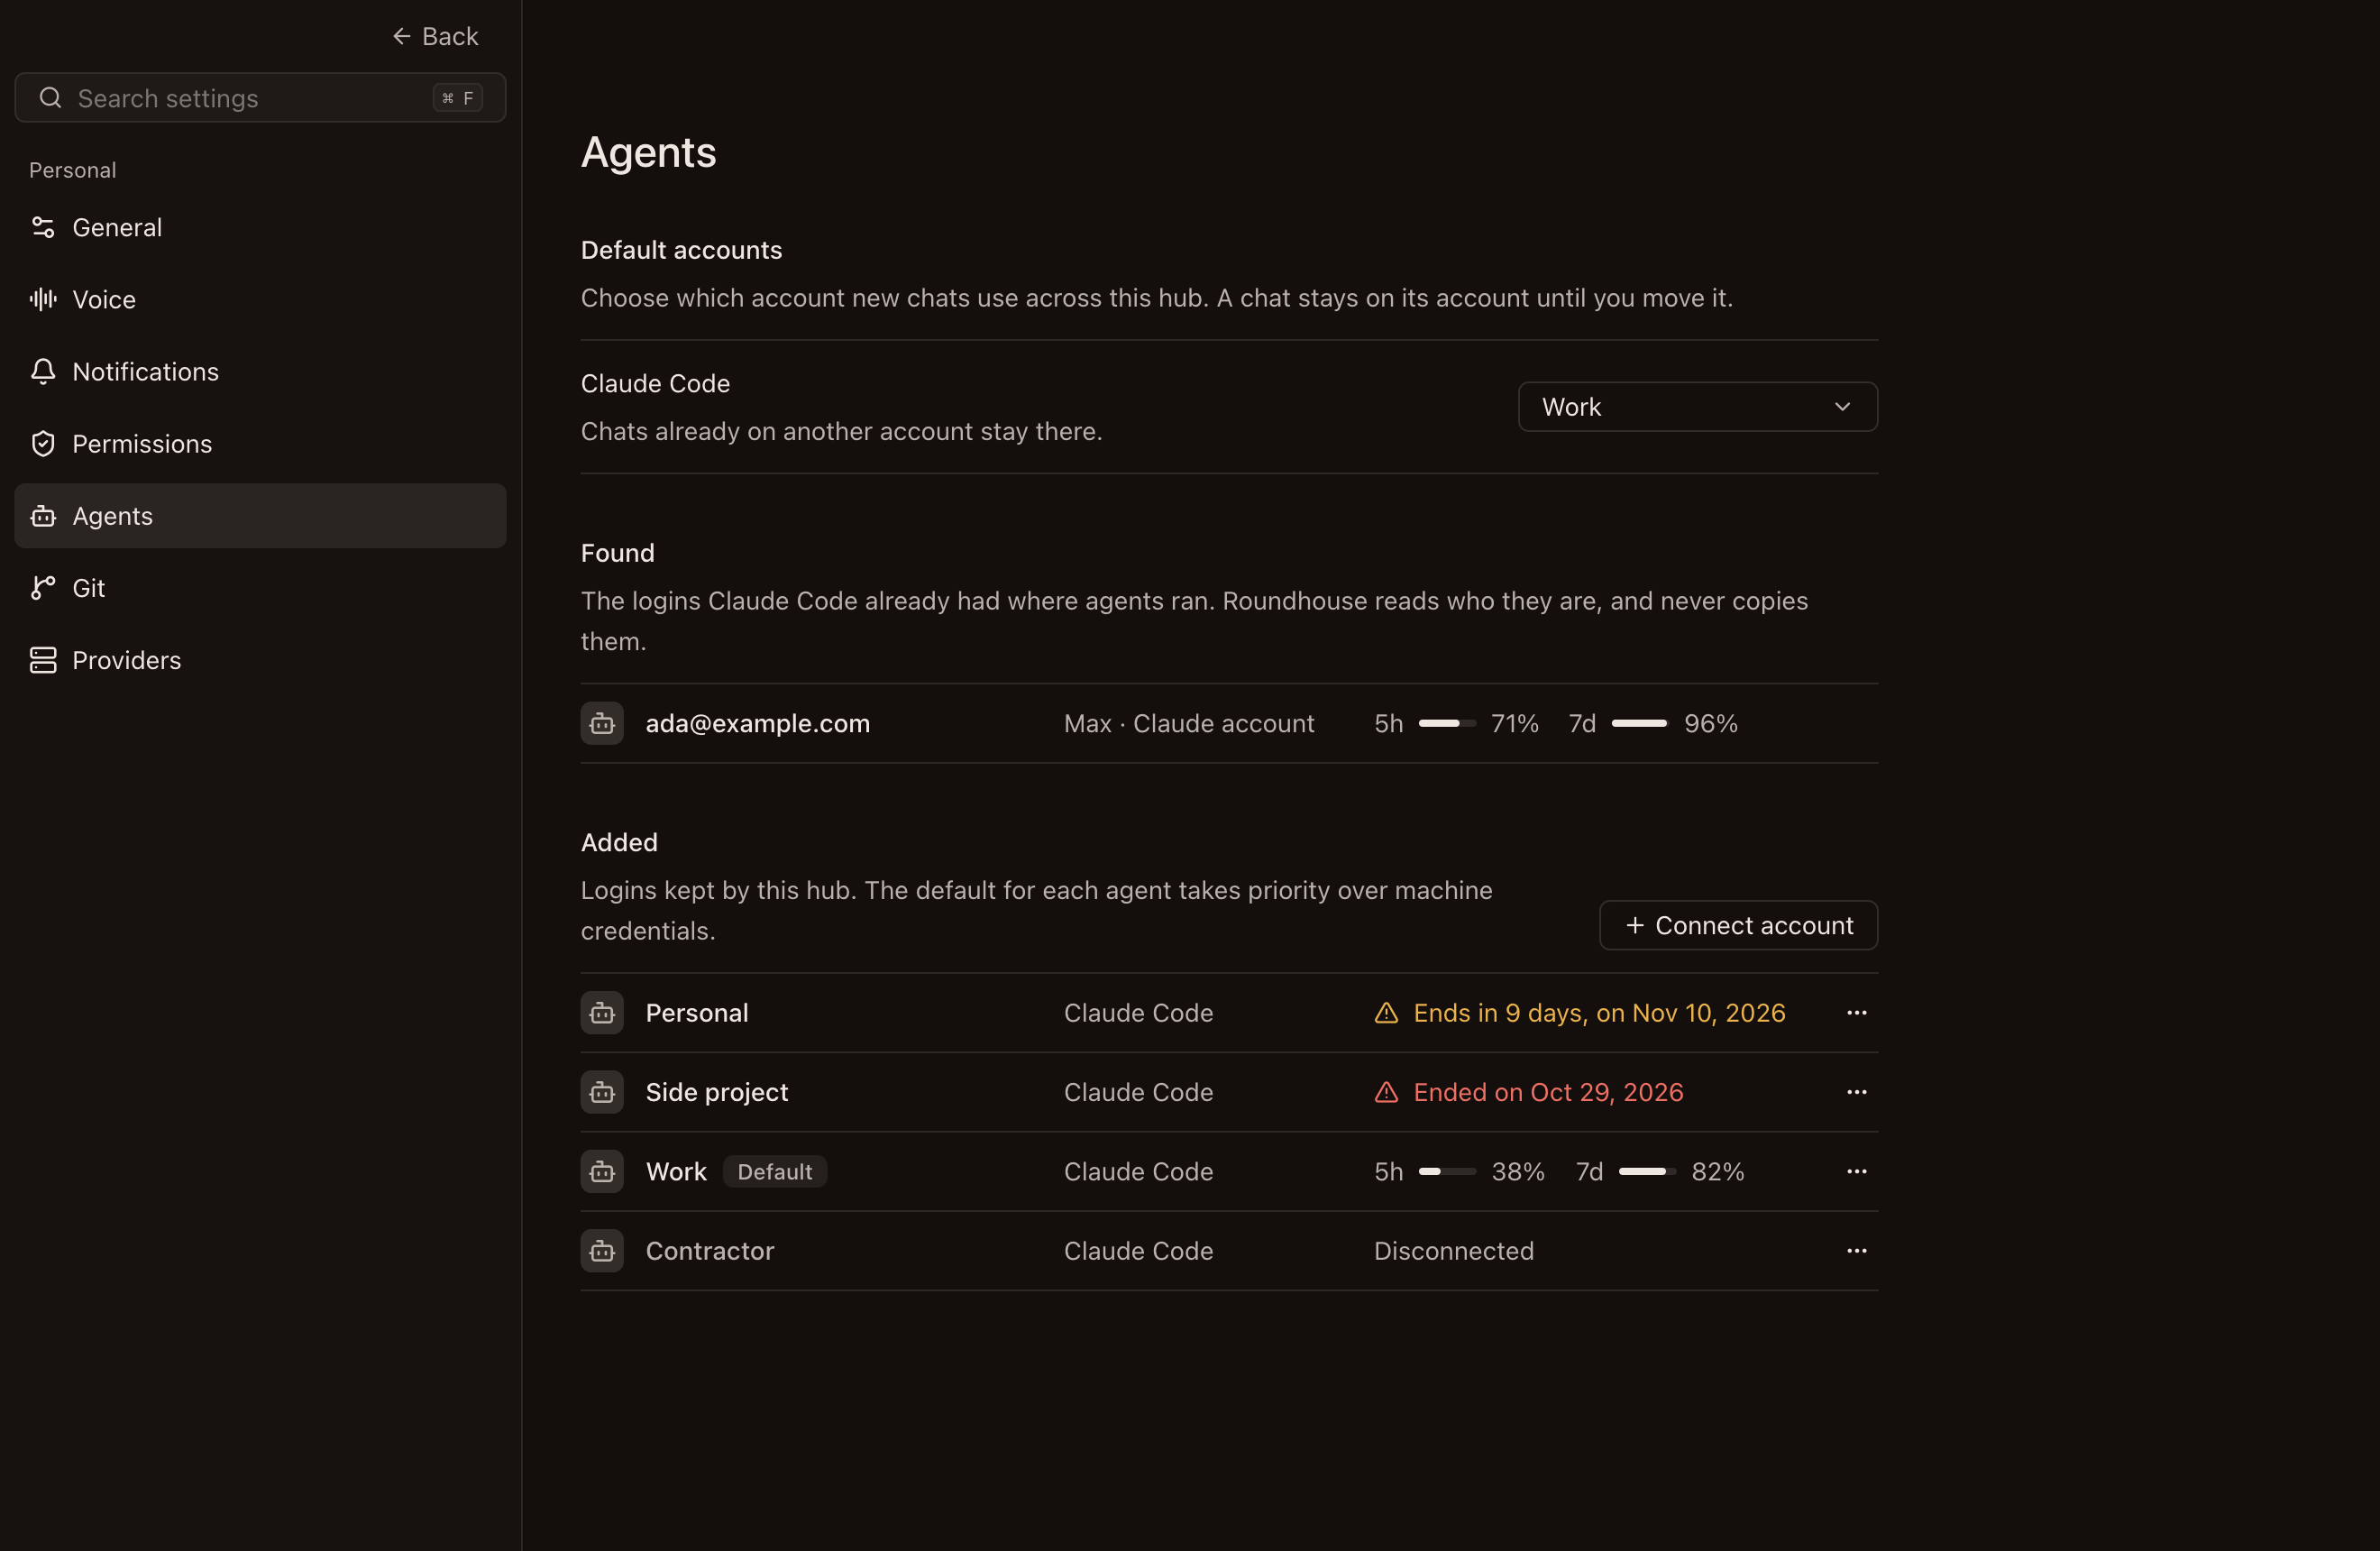 Back
Search settings
⌘ F
Personal
General
Voice
Notifications
Permissions
Agents
Git
Providers
Agents
Default accounts
Choose which account new chats use across this hub. A chat stays on its account until you move it.
Claude Code
Chats already on another account stay there.
Work
Found
The logins Claude Code already had where agents ran. Roundhouse reads who they are, and never copies
them.
ada@example.com Max · Claude account 5h 71% 7d 96%
Added
Logins kept by this hub. The default for each agent takes priority over machine
credentials.
+ Connect account
Personal Claude Code Ends in 9 days, on Nov 10, 2026
Side project Claude Code Ended on Oct 29, 2026
Work Default Claude Code 5h 38% 7d 82%
Contractor Claude Code Disconnected